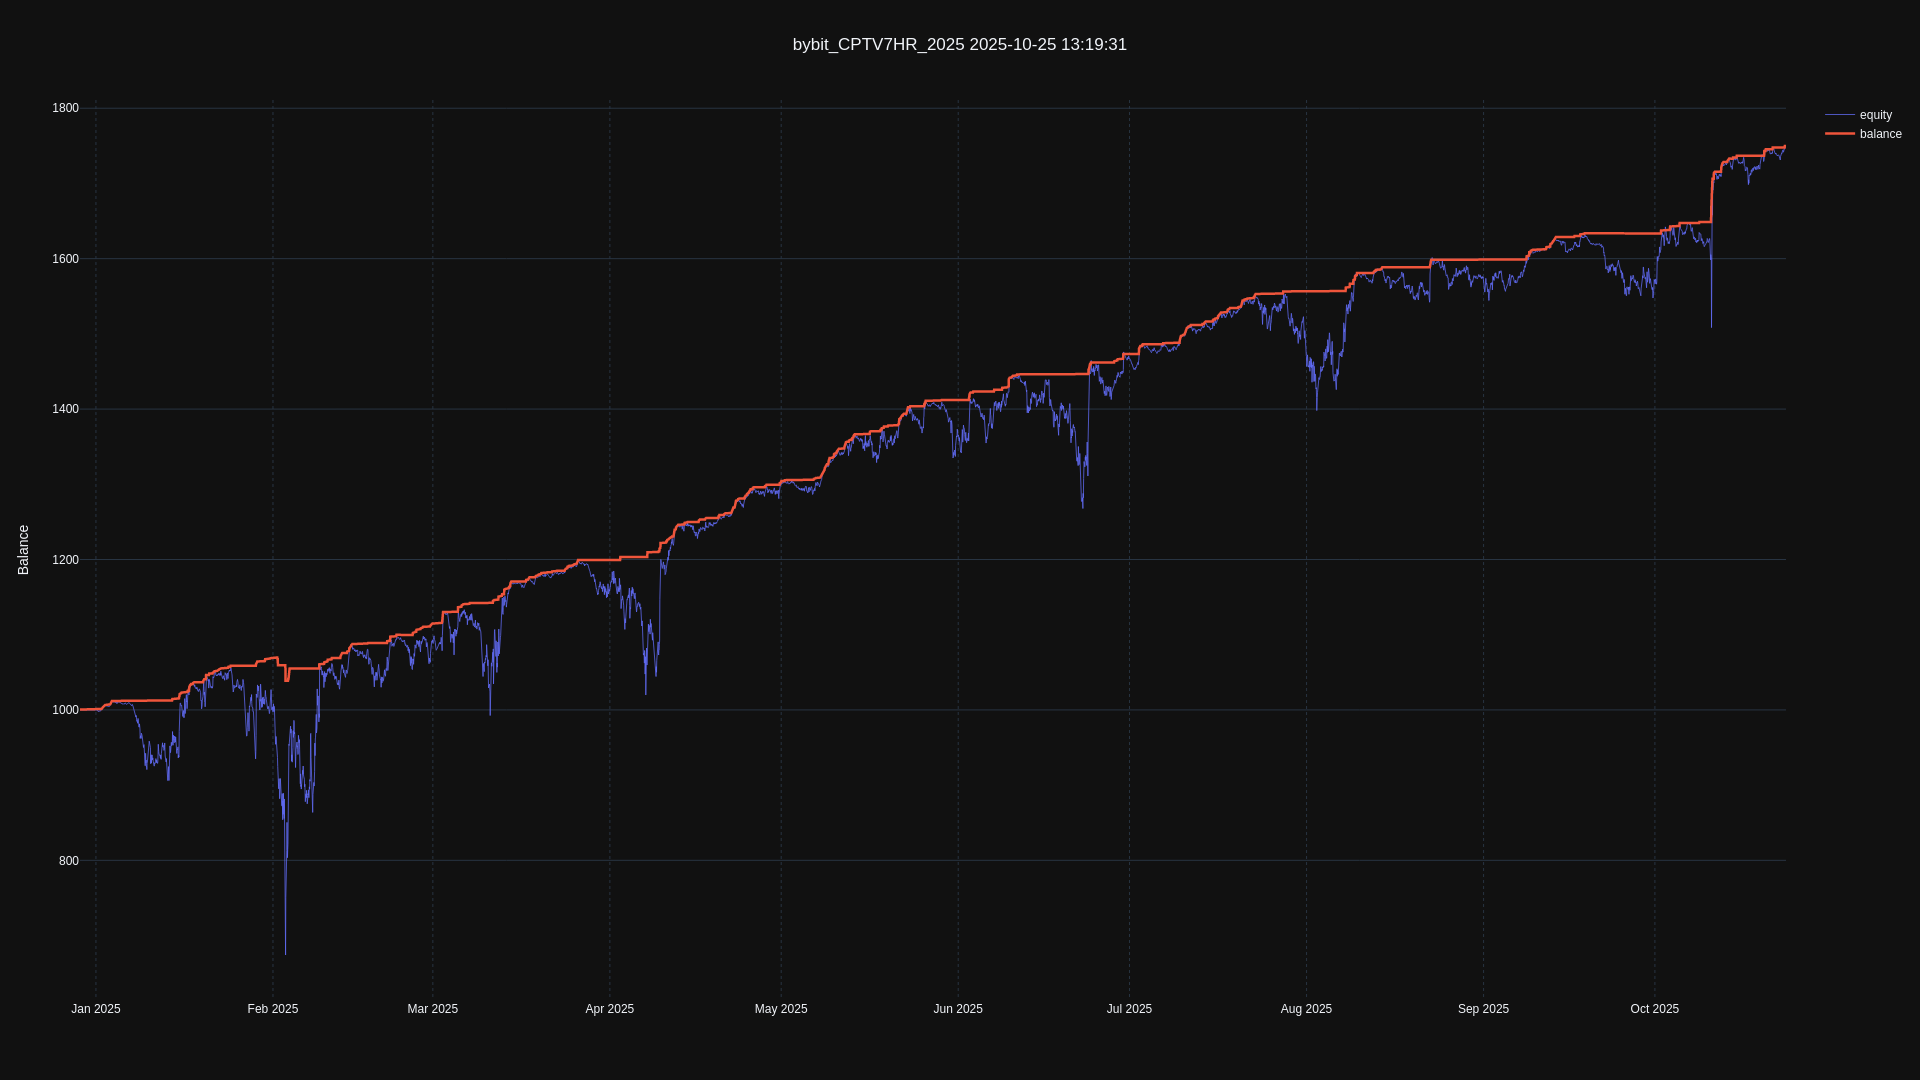 bybit_CPTV7HR_2025 2025-10-25 13:19:31
equity
balance
Balance
1800
1600
1400
1200
1000
800
Jan 2025
Feb 2025
Mar 2025
Apr 2025
May 2025
Jun 2025
Jul 2025
Aug 2025
Sep 2025
Oct 2025